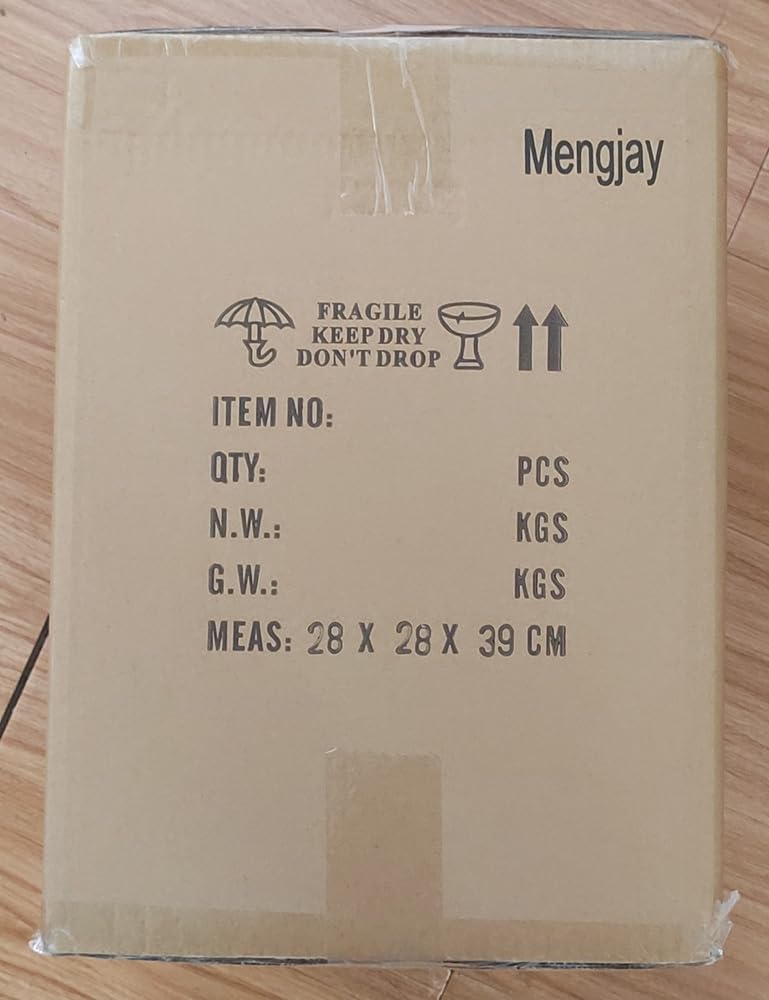 Mengjay
FRAGILE
KEEP DRY
DON'T DROP
ITEM NO:
QTY: PCS
N.W.: KGS
G.W.: KGS
MEAS: 28 X 28 X 39 CM